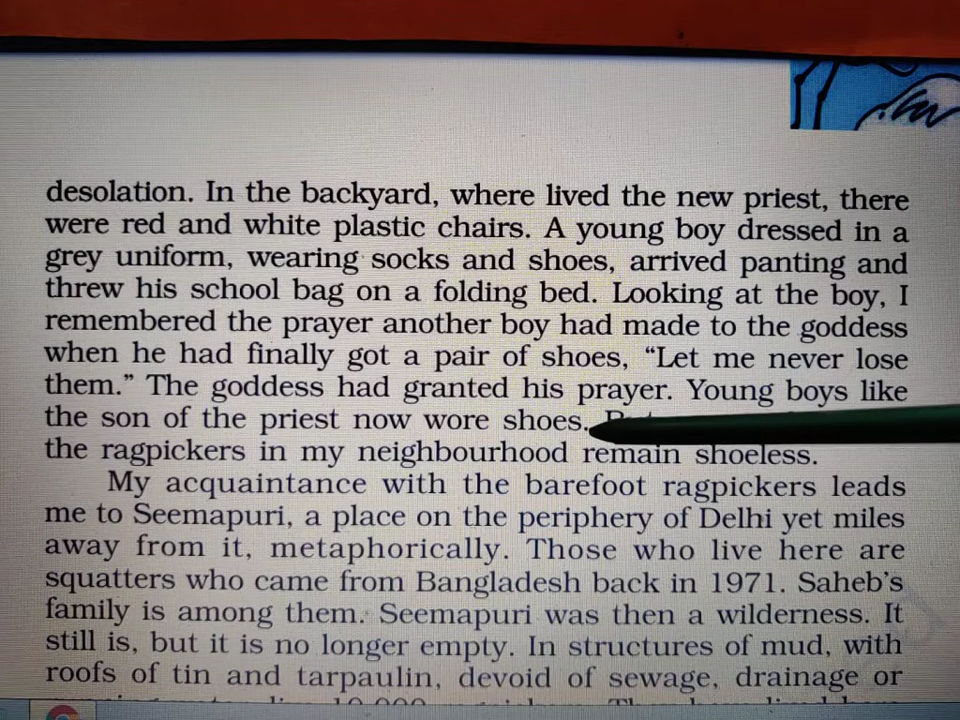 desolation. In the backyard, where lived the new priest, there
were red and white plastic chairs. A young boy dressed in a
grey uniform, wearing socks and shoes, arrived panting and
threw his school bag on a folding bed. Looking at the boy, I
remembered the prayer another boy had made to the goddess
when he had finally got a pair of shoes, “Let me never lose
them.” The goddess had granted his prayer. Young boys like
the son of the priest now wore shoes.
the ragpickers in my neighbourhood remain shoeless.
My acquaintance with the barefoot ragpickers leads
me to Seemapuri, a place on the periphery of Delhi yet miles
away from it, metaphorically. Those who live here are
squatters who came from Bangladesh back in 1971. Saheb’s
family is among them. Seemapuri was then a wilderness. It
still is, but it is no longer empty. In structures of mud, with
roofs of tin and tarpaulin, devoid of sewage, drainage or